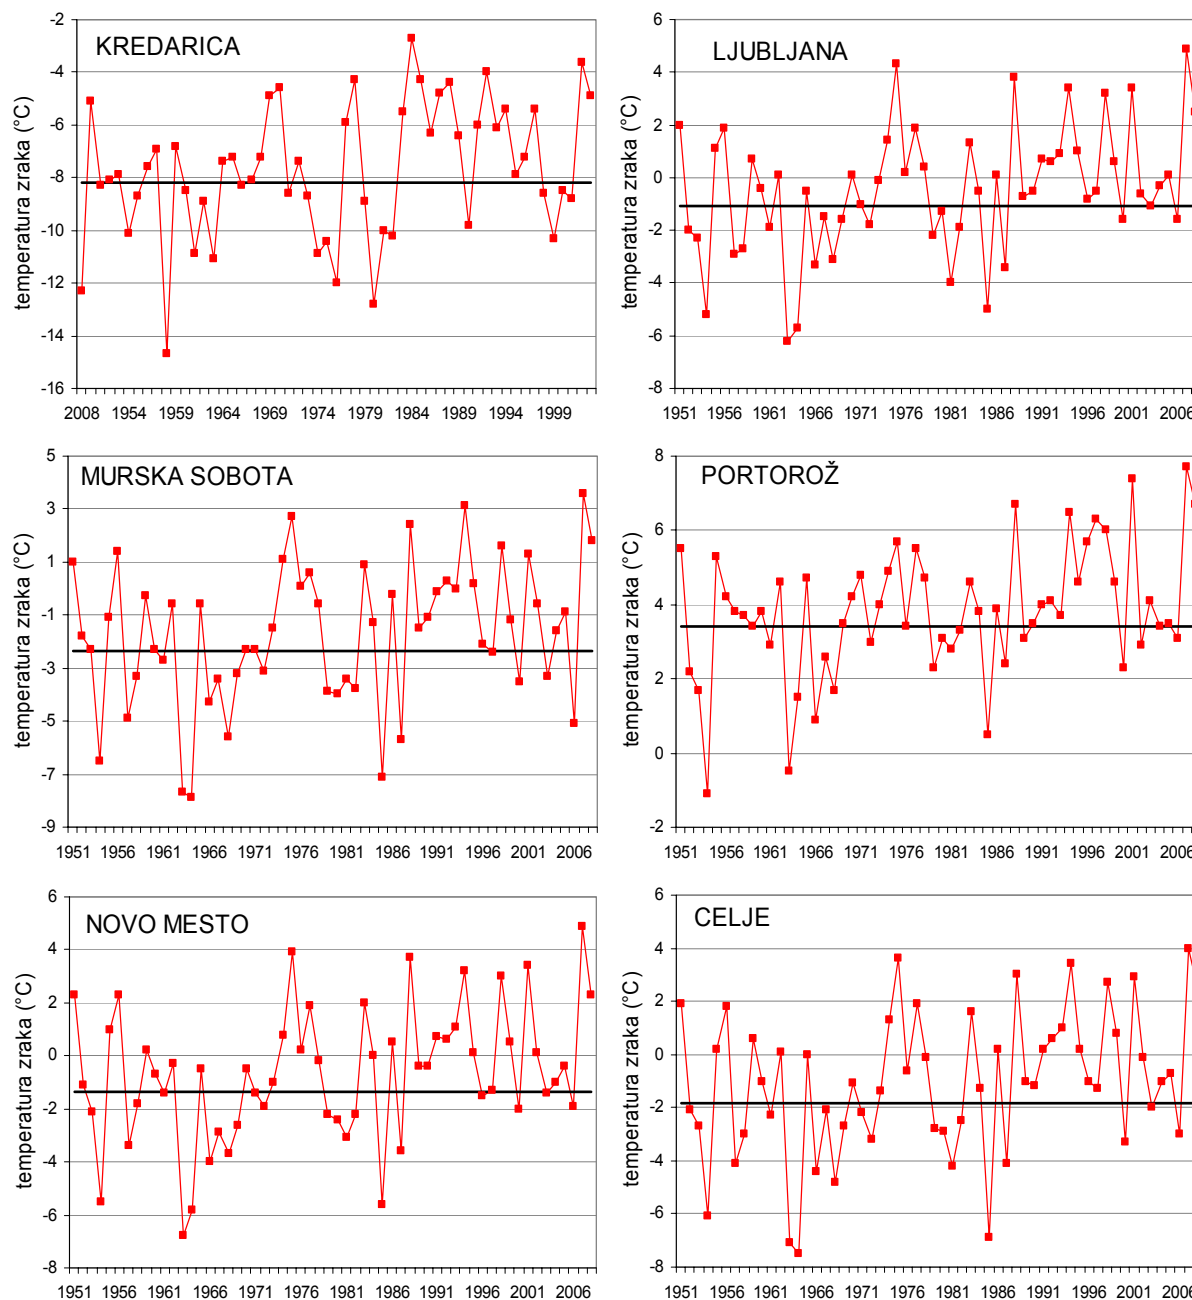 KREDARICA
temperatura zraka (°C)
-2
-4
-6
-8
-10
-12
-14
-16
2008 1954 1959 1964 1969 1974 1979 1984 1989 1994 1999
LJUBLJANA
temperatura zraka (°C)
6
4
2
0
-2
-4
-6
-8
1951 1956 1961 1966 1971 1976 1981 1986 1991 1996 2001 2006
MURSKA SOBOTA
temperatura zraka (°C)
5
3
1
-1
-3
-5
-7
-9
1951 1956 1961 1966 1971 1976 1981 1986 1991 1996 2001 2006
PORTOROŽ
temperatura zraka (°C)
8
6
4
2
0
-2
1951 1956 1961 1966 1971 1976 1981 1986 1991 1996 2001 2006
NOVO MESTO
temperatura zraka (°C)
6
4
2
0
-2
-4
-6
-8
1951 1956 1961 1966 1971 1976 1981 1986 1991 1996 2001 2006
CELJE
temperatura zraka (°C)
6
4
2
0
-2
-4
-6
-8
1951 1956 1961 1966 1971 1976 1981 1986 1991 1996 2001 2006